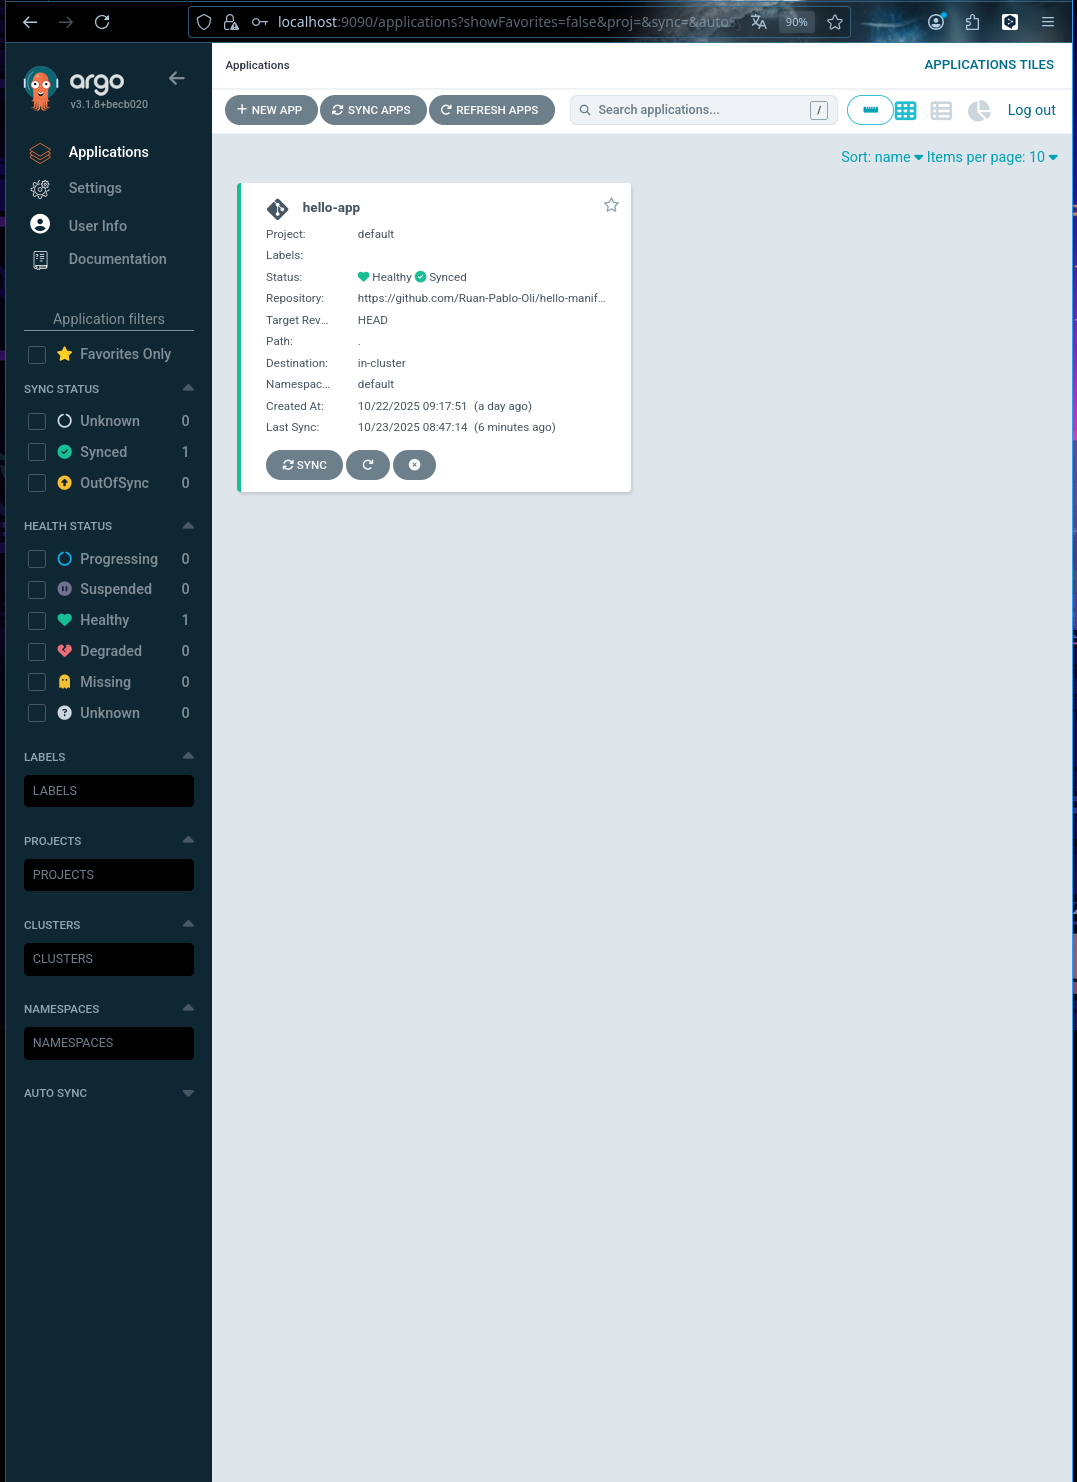 localhost:9090/applications?showFavorites=false&proj=&sync=&autoS
90%
argo
v3.1.8+becb020
Applications
Settings
User Info
Documentation
Application filters
Favorites Only
SYNC STATUS
Unknown 0
Synced 1
OutOfSync 0
HEALTH STATUS
Progressing 0
Suspended 0
Healthy 1
Degraded 0
Missing 0
Unknown 0
LABELS
LABELS
PROJECTS
PROJECTS
CLUSTERS
CLUSTERS
NAMESPACES
NAMESPACES
AUTO SYNC
Applications
APPLICATIONS TILES
NEW APP SYNC APPS REFRESH APPS Search applications... / Log out
Sort: name Items per page: 10
hello-app
Project: default
Labels:
Status: Healthy Synced
Repository: https://github.com/Ruan-Pablo-Oli/hello-manif...
Target Rev... HEAD
Path: .
Destination: in-cluster
Namespac... default
Created At: 10/22/2025 09:17:51 (a day ago)
Last Sync: 10/23/2025 08:47:14 (6 minutes ago)
SYNC